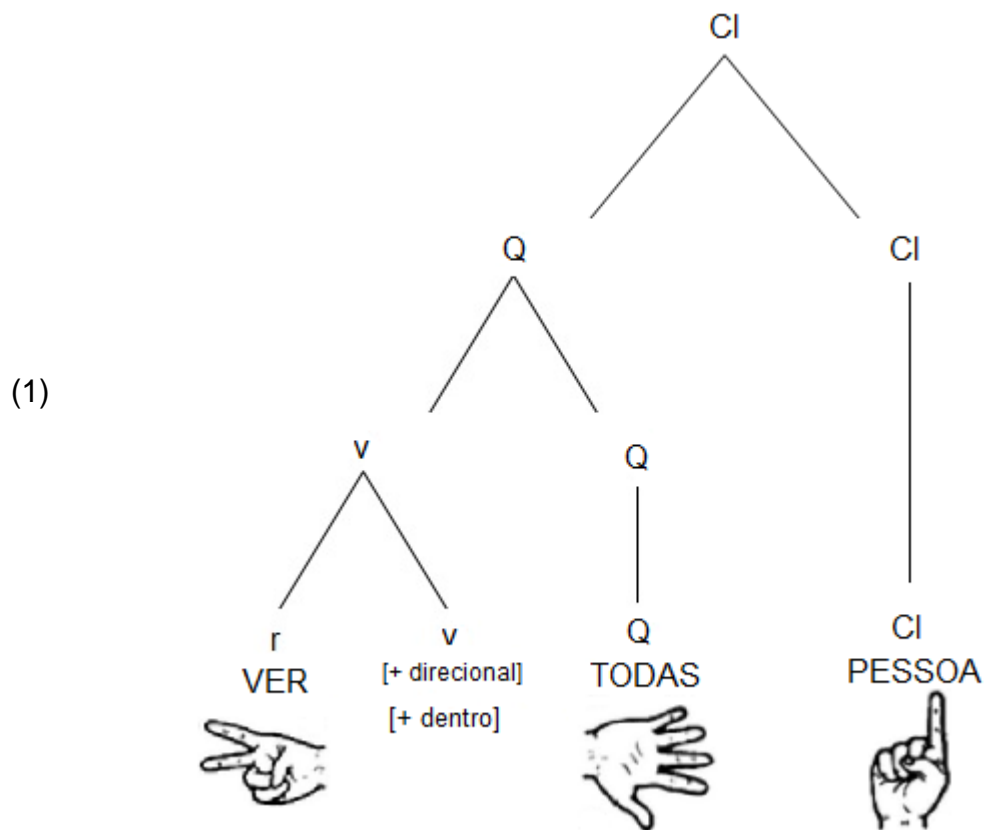 Cl
Q Cl
(1)
v Q
r v Q Cl
VER [+ direcional] TODAS PESSOA
[+ dentro]